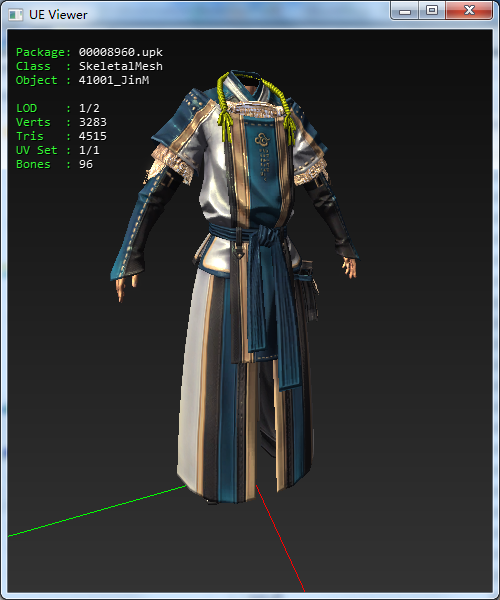 UE Viewer
Package: 00008960.upk
Class : SkeletalMesh
Object : 41001_JinM
LOD : 1/2
Verts : 3283
Tris : 4515
UV Set : 1/1
Bones : 96